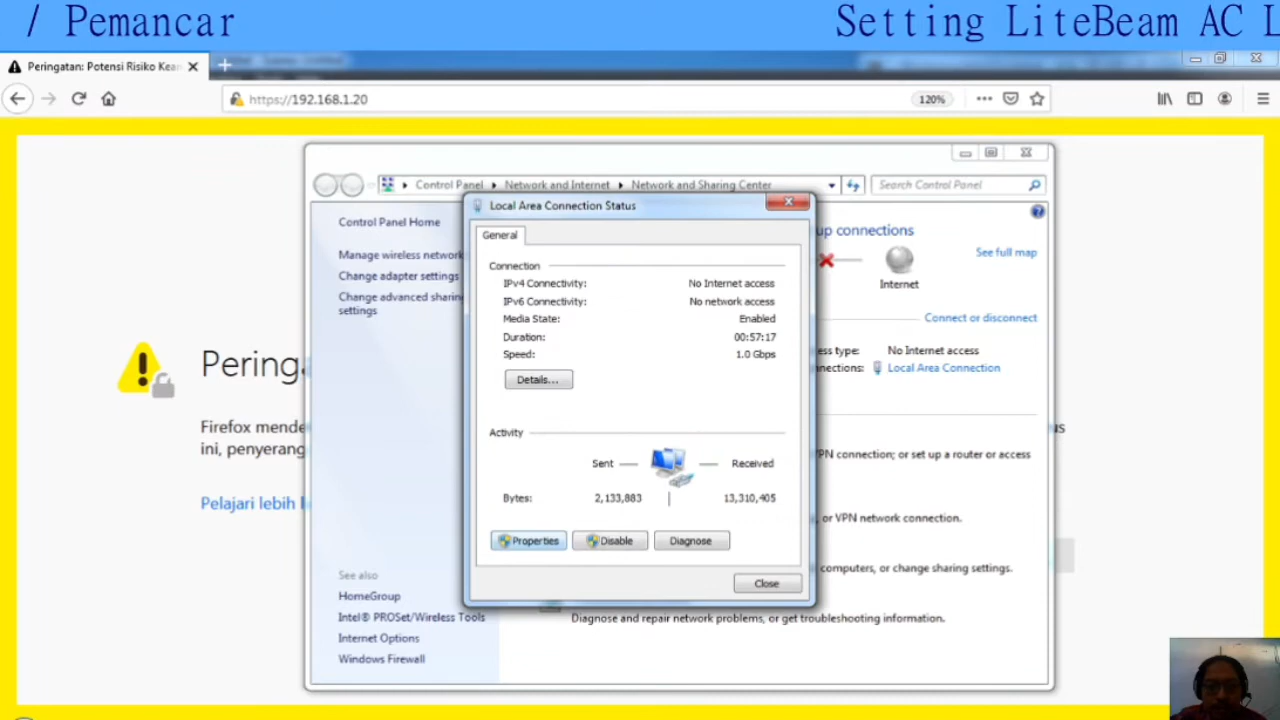 / Pemancar
Setting LiteBeam AC L
Peringatan: Potensi Risiko Kea
https://192.168.1.20
120%
Control Panel
Network and Internet
Network and Sharing Center
Search Control Panel
Control Panel Home
Manage wireless network
Change adapter settings
Change advanced sharin
settings
See also
HomeGroup
Intel® PROSet/Wireless Tools
Internet Options
Windows Firewall
Local Area Connection Status
General
Connection
IPv4 Connectivity: No Internet access
IPv6 Connectivity: No network access
Media State: Enabled
Duration: 00:57:17
Speed: 1.0 Gbps
Details...
Activity
Sent
Received
Bytes: 2,133,883 13,310,405
Properties
Disable
Diagnose
Close
up connections
See full map
Internet
Connect or disconnect
ess type: No Internet access
nnections: Local Area Connection
VPN connection; or set up a router or access
, or VPN network connection.
computers, or change sharing settings.
Diagnose and repair network problems, or get troubleshooting information.
Pering
Firefox mende
us
ini, penyerang
Pelajari lebih l